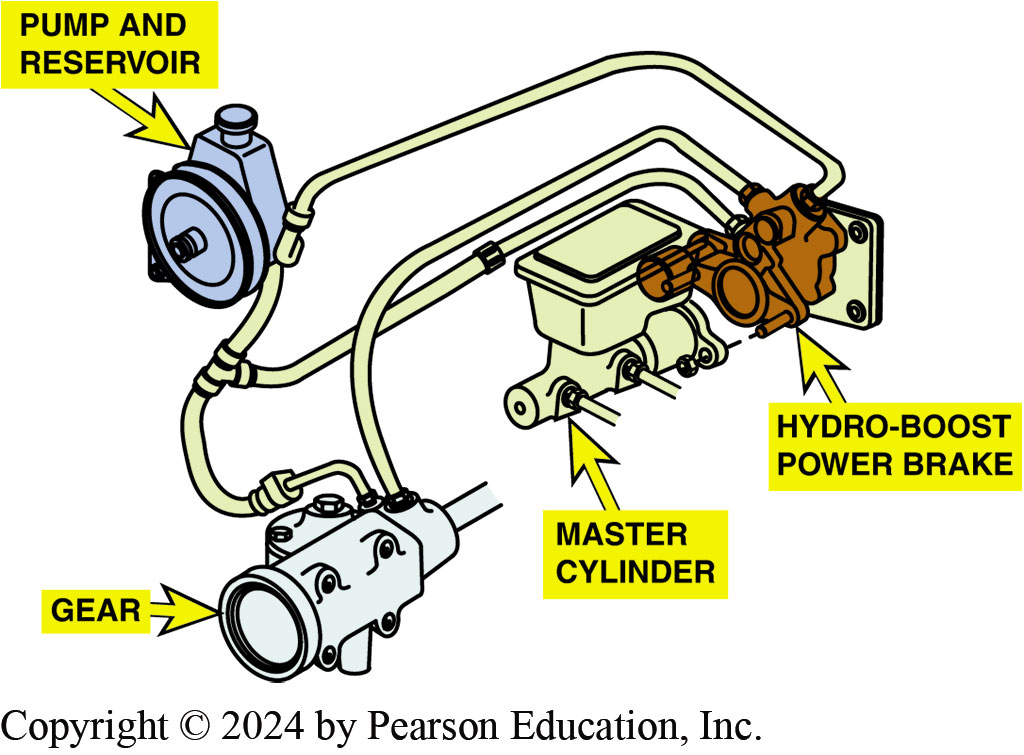 PUMP AND
RESERVOIR
HYDRO-BOOST
POWER BRAKE
MASTER
CYLINDER
GEAR
Copyright © 2024 by Pearson Education, Inc.